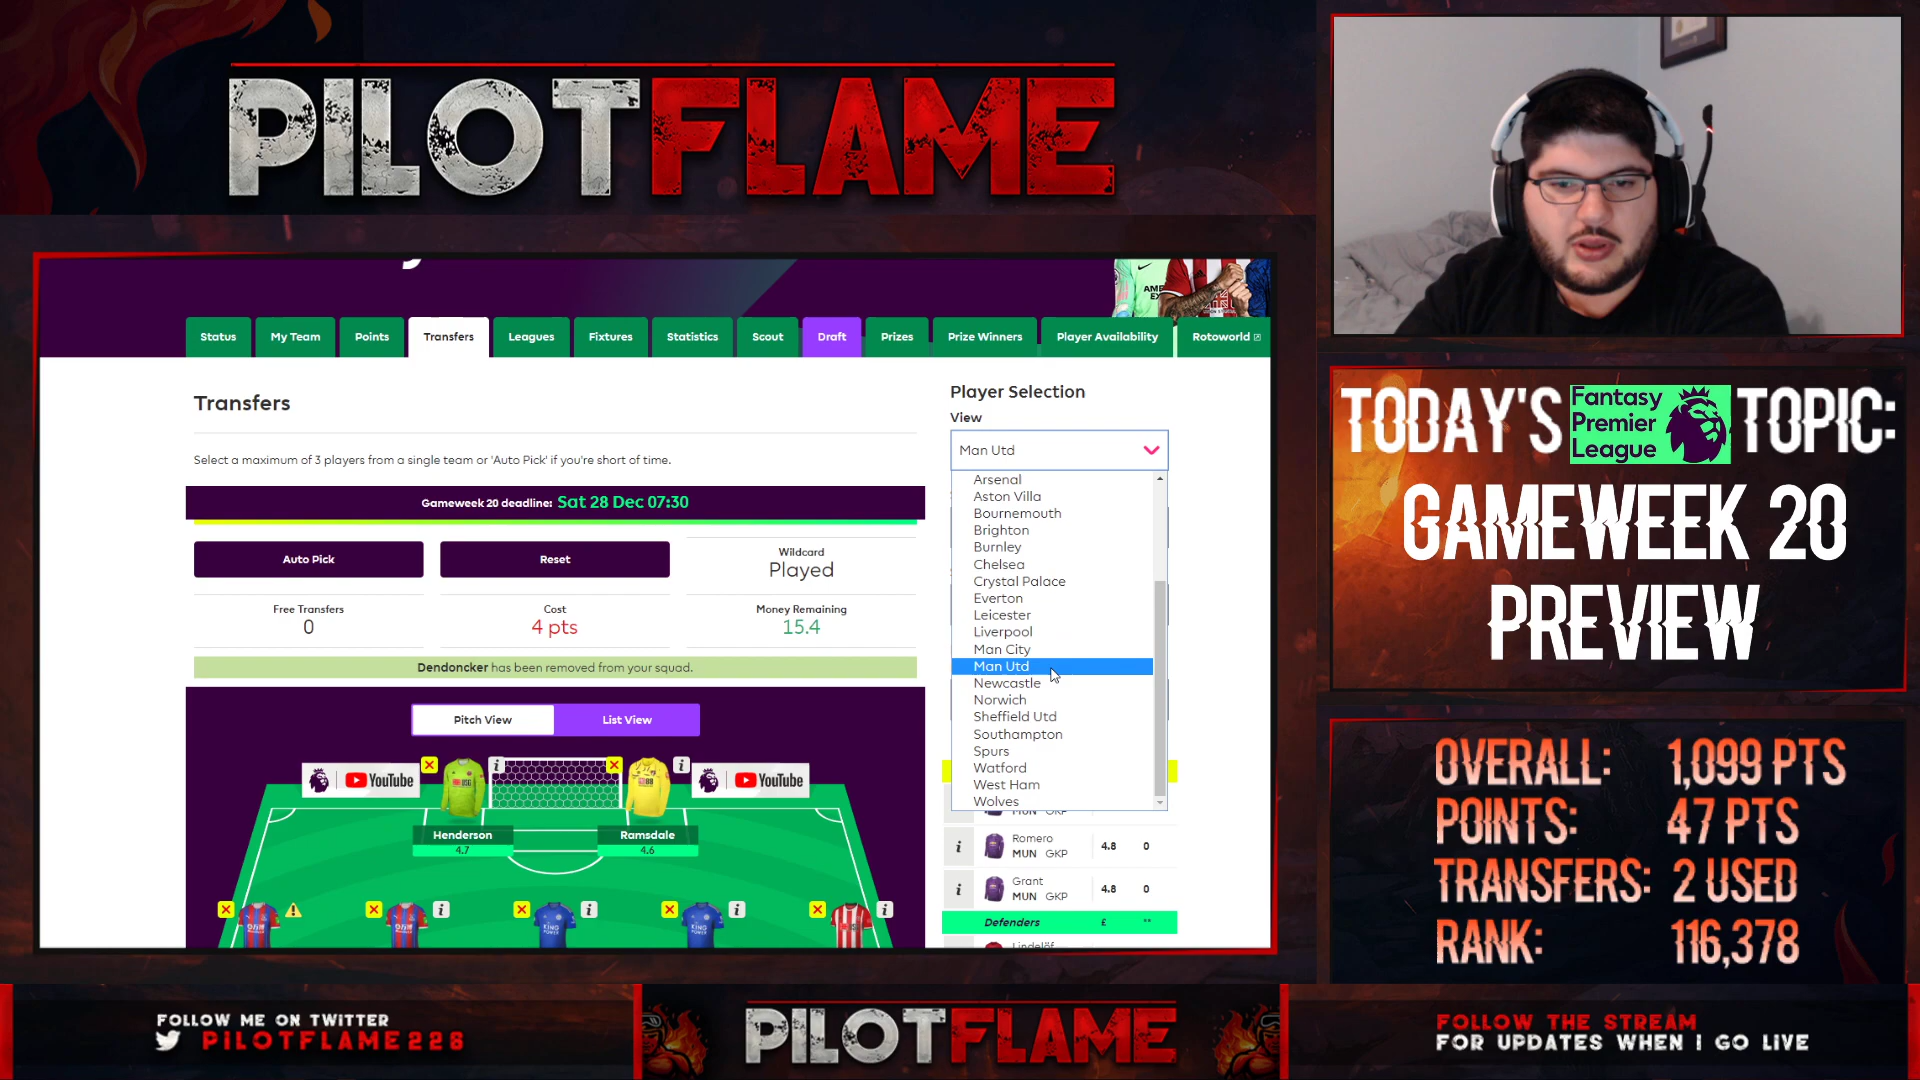 PILOTFLAME
Status
My Team
Points
Transfers
Leagues
Fixtures
Statistics
Scout
Draft
Prizes
Prize Winners
Player Availability
Rotoworld
Transfers
Select a maximum of 3 players from a single team or 'Auto Pick' if you're short of time.
Gameweek 20 deadline: Sat 28 Dec 07:30
Auto Pick
Reset
Wildcard
Played
Free Transfers
0
Cost
4 pts
Money Remaining
15.4
Dendoncker has been removed from your squad.
Pitch View
List View
YouTube
YouTube
Henderson
4.7
Ramsdale
4.6
Player Selection
View
Man Utd
Arsenal
Aston Villa
Bournemouth
Brighton
Burnley
Chelsea
Crystal Palace
Everton
Leicester
Liverpool
Man City
Man Utd
Newcastle
Norwich
Sheffield Utd
Southampton
Spurs
Watford
West Ham
Wolves
MUN GKP
Romero
MUN GKP
4.8
0
Grant
MUN GKP
4.8
0
Defenders £ **
Lindelöf
TODAY'S
Fantasy
Premier
League
TOPIC:
GAMEWEEK 20
PREVIEW
OVERALL: 1,099 PTS
POINTS: 47 PTS
TRANSFERS: 2 USED
RANK: 116,378
FOLLOW ME ON TWITTER
PILOTFLAME226
PILOTFLAME
FOLLOW THE STREAM
FOR UPDATES WHEN I GO LIVE